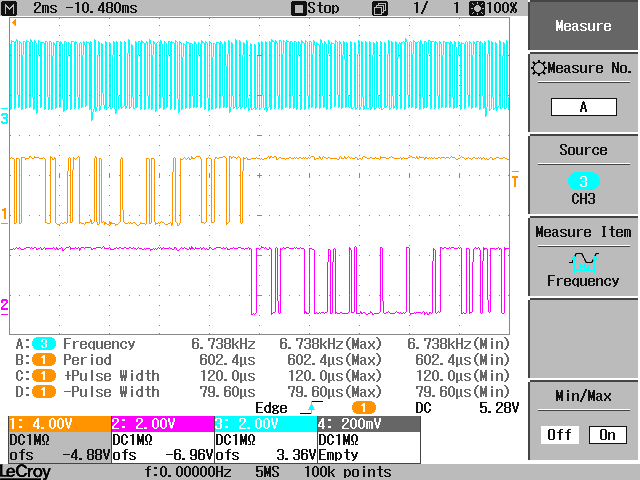 M 2ms -10.480ms Stop 1/ 1 100%
Measure
Measure No.
A
Source
3
CH3
Measure Item
Frequency
Min/Max
Off On
3
T
1
2
A: 3 Frequency 6.738kHz 6.738kHz(Max) 6.738kHz(Min)
B: 1 Period 602.4µs 602.4µs(Max) 602.4µs(Min)
C: 1 +Pulse Width 120.0µs 120.0µs(Max) 120.0µs(Min)
D: 1 -Pulse Width 79.60µs 79.60µs(Max) 79.60µs(Min)
Edge 1 DC 5.28V
1: 4.00V 2: 2.00V 3: 2.00V 4: 200mV
DC1MΩ DC1MΩ DC1MΩ DC1MΩ
ofs -4.88V ofs -6.96V ofs 3.36V Empty
LeCroy f:0.00000Hz 5MS 100k points